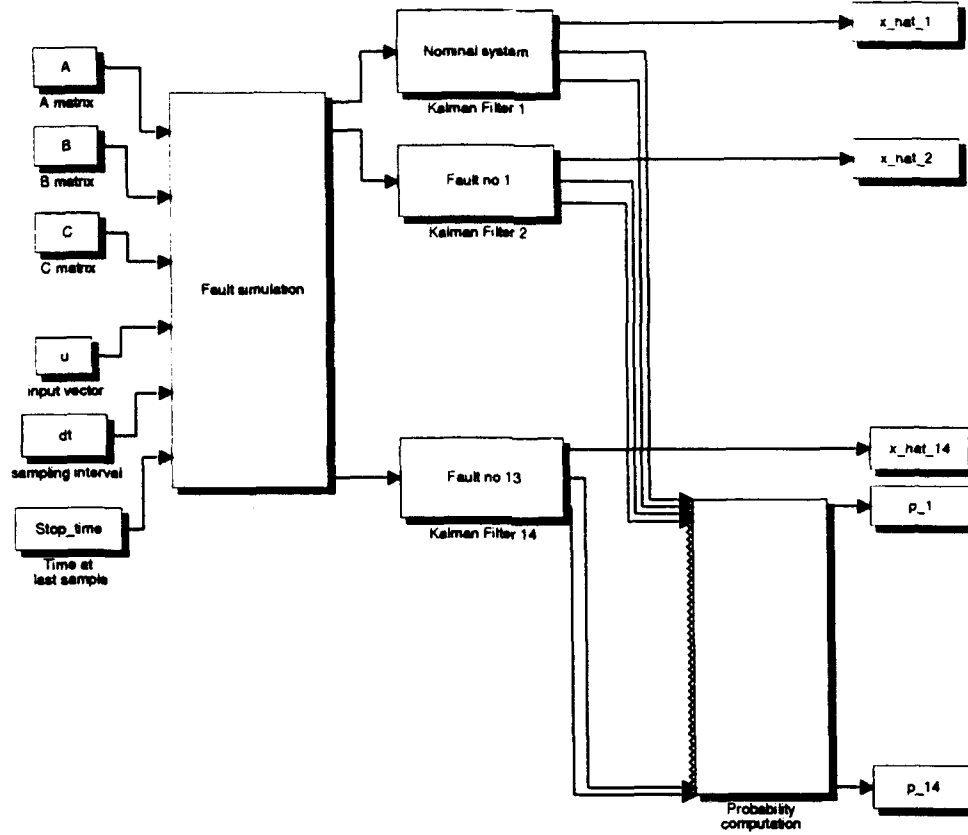 A
A matrix
B
B matrix
C
C matrix
u
input vector
dt
sampling interval
Stop_time
Time at
last sample
Fault simulation
Nominal system
Kalman Filter 1
Fault no 1
Kalman Filter 2
Fault no 13
Kalman Filter 14
x_hat_1
x_hat_2
x_hat_14
p_1
p_14
Probability
computation